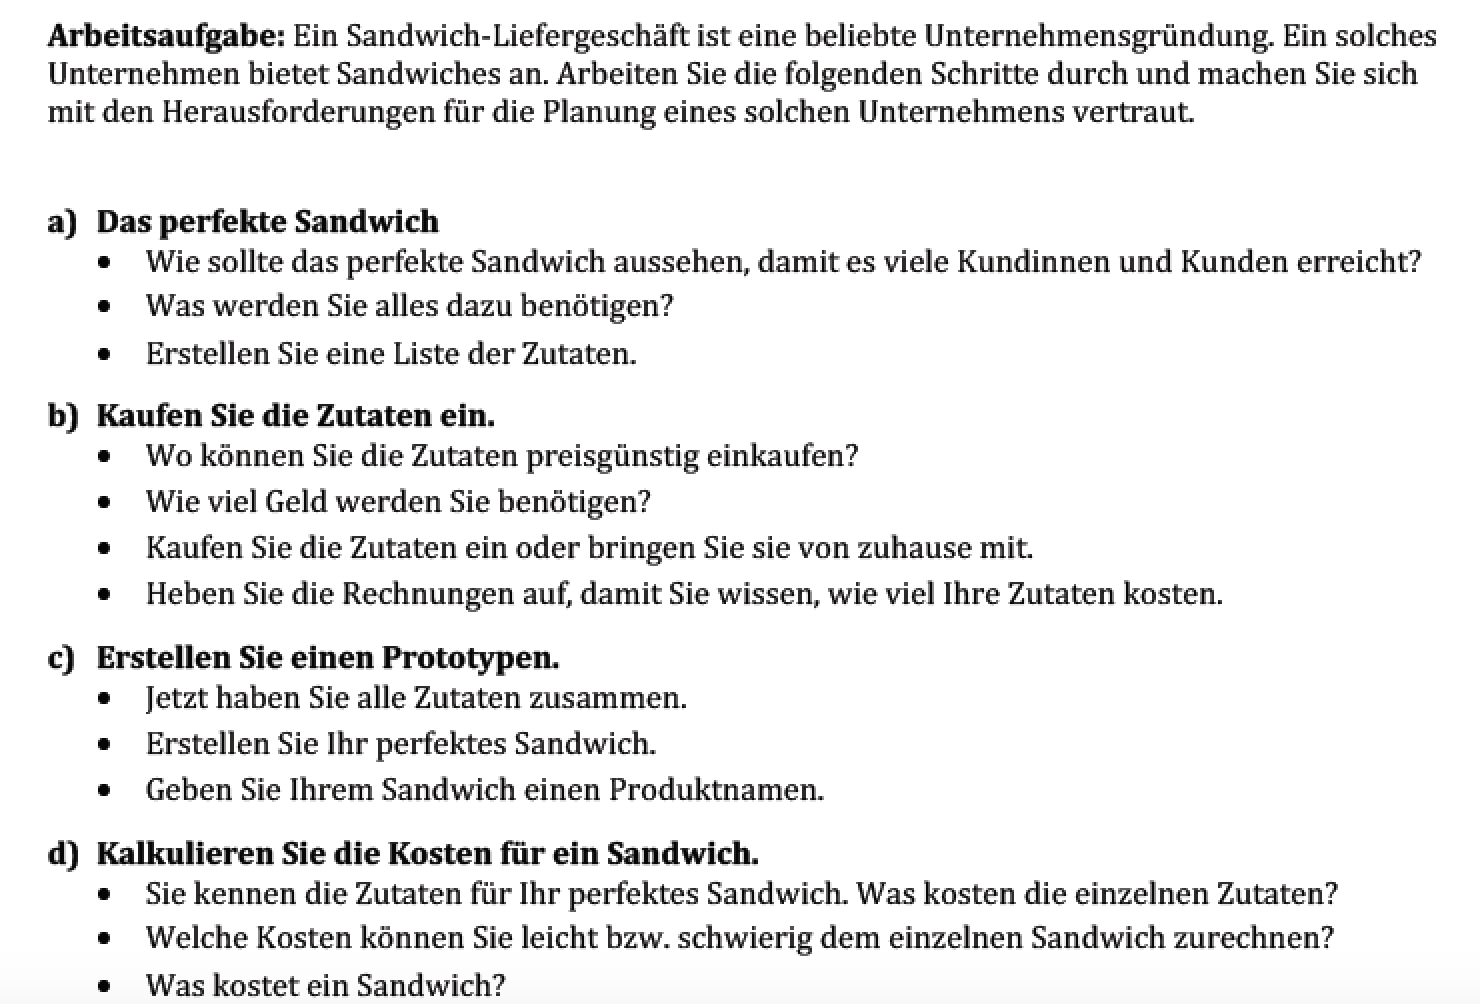 Arbeitsaufgabe: Ein Sandwich-Liefergeschäft ist eine beliebte Unternehmensgründung. Ein solches
Unternehmen bietet Sandwiches an. Arbeiten Sie die folgenden Schritte durch und machen Sie sich
mit den Herausforderungen für die Planung eines solchen Unternehmens vertraut.
a) Das perfekte Sandwich
• Wie sollte das perfekte Sandwich aussehen, damit es viele Kundinnen und Kunden erreicht?
• Was werden Sie alles dazu benötigen?
• Erstellen Sie eine Liste der Zutaten.
b) Kaufen Sie die Zutaten ein.
• Wo können Sie die Zutaten preisgünstig einkaufen?
• Wie viel Geld werden Sie benötigen?
• Kaufen Sie die Zutaten ein oder bringen Sie sie von zuhause mit.
• Heben Sie die Rechnungen auf, damit Sie wissen, wie viel Ihre Zutaten kosten.
c) Erstellen Sie einen Prototypen.
• Jetzt haben Sie alle Zutaten zusammen.
• Erstellen Sie Ihr perfektes Sandwich.
• Geben Sie Ihrem Sandwich einen Produktnamen.
d) Kalkulieren Sie die Kosten für ein Sandwich.
• Sie kennen die Zutaten für Ihr perfektes Sandwich. Was kosten die einzelnen Zutaten?
• Welche Kosten können Sie leicht bzw. schwierig dem einzelnen Sandwich zurechnen?
• Was kostet ein Sandwich?